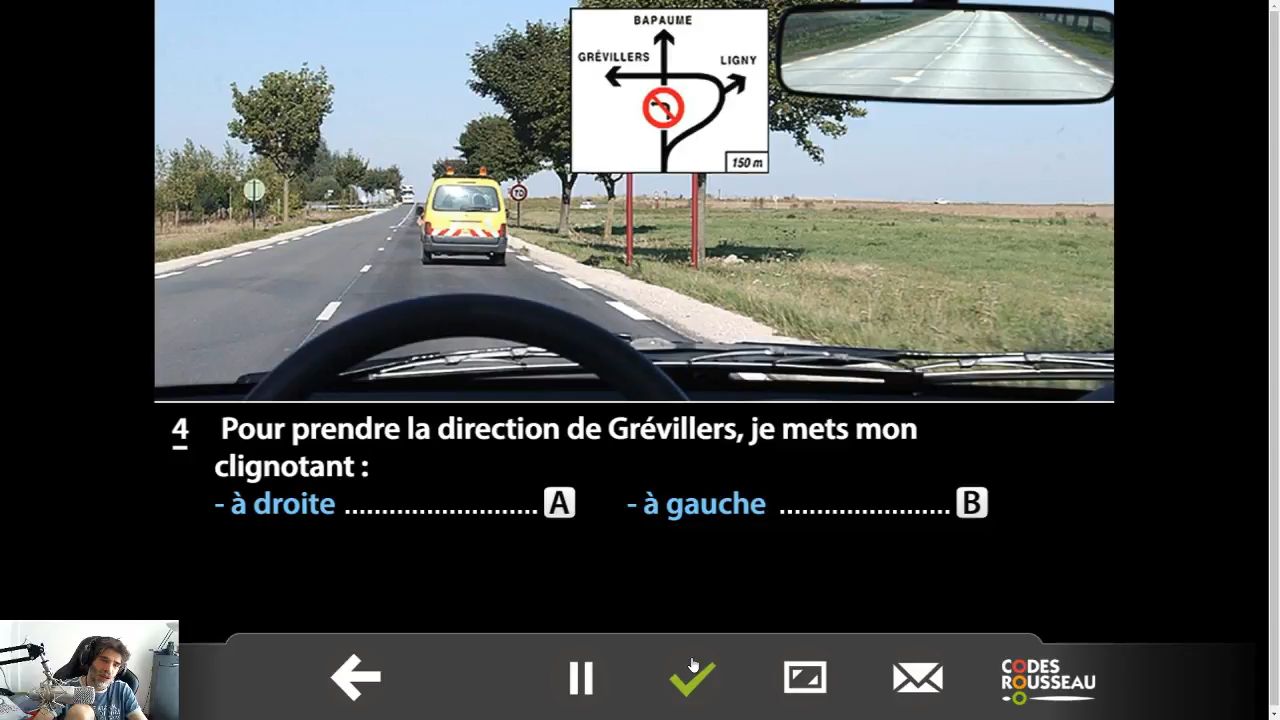 BAPAUME
GRÉVILLERS
LIGNY
150 m
70
4 Pour prendre la direction de Grévillers, je mets mon
clignotant :
- à droite .......................... A - à gauche ....................... B
CODES
ROUSSEAU